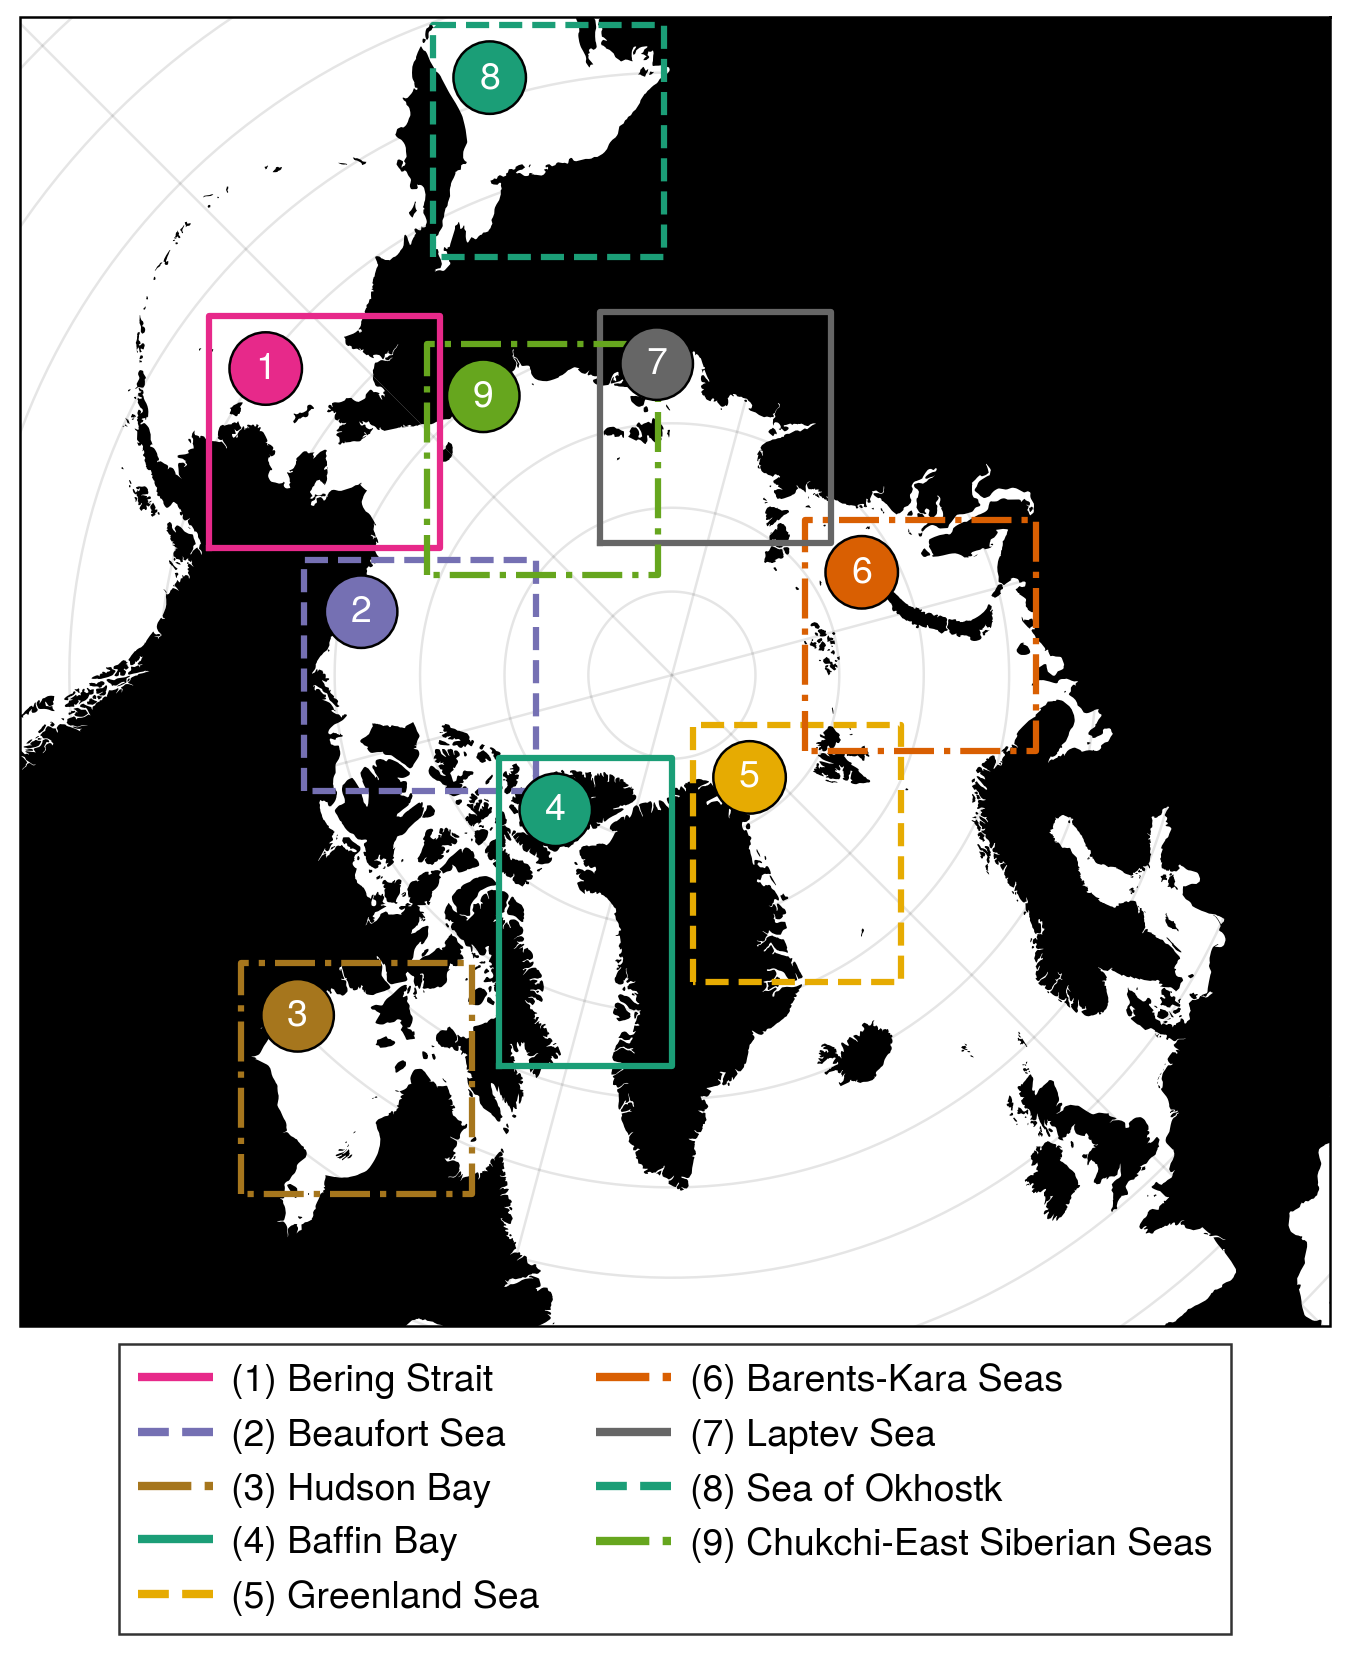 8
1
7
9
6
2
5
4
3
(1) Bering Strait
(2) Beaufort Sea
(3) Hudson Bay
(4) Baffin Bay
(5) Greenland Sea
(6) Barents-Kara Seas
(7) Laptev Sea
(8) Sea of Okhostk
(9) Chukchi-East Siberian Seas